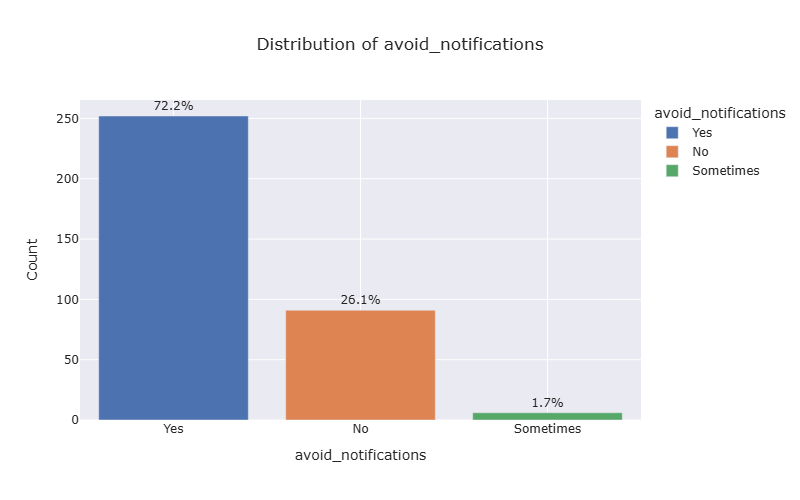 Distribution of avoid_notifications
72.2%
26.1%
1.7%
250
200
150
100
50
0
Count
Yes
No
Sometimes
avoid_notifications
avoid_notifications
Yes
No
Sometimes